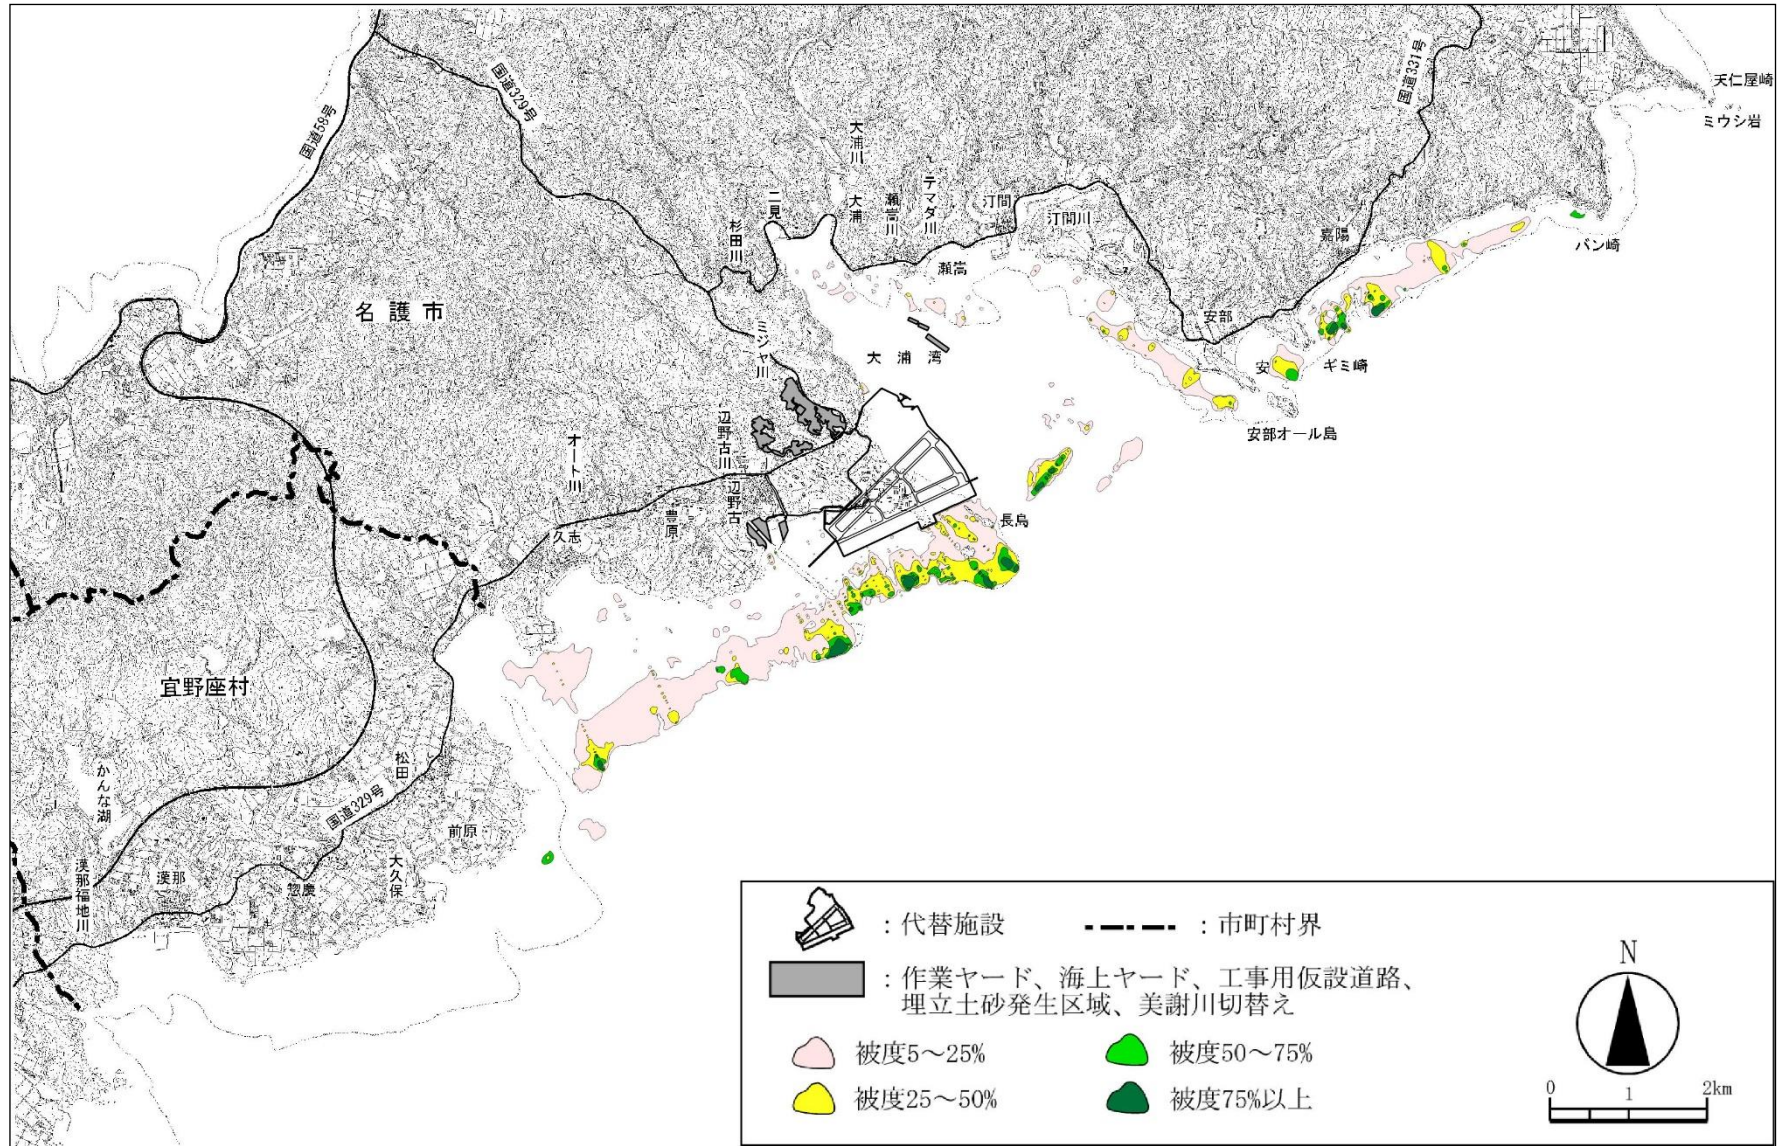 国道58号
国道329号
国道331号
天仁屋崎
ミウシ岩
バン崎
大浦川
大浦
瀬嵩川
テマダ川
汀間
汀間川
二見
杉田川
瀬嵩
嘉陽
安部
安
ギミ崎
安部オール島
名護市
ミジャ川
大浦湾
辺野古川
辺野古
オートト川
豊原
久志
長島
宜野座村
かんな湖
松田
国道329号
前原
大久保
惣慶
漢那
漢那福地川
:代替施設
:市町村界
:作業ヤード、海上ヤード、工事用仮設道路、
埋立土砂発生区域、美謝川切替え
被度5~25%
被度50~75%
被度25~50%
被度75%以上
N
0 1 2km